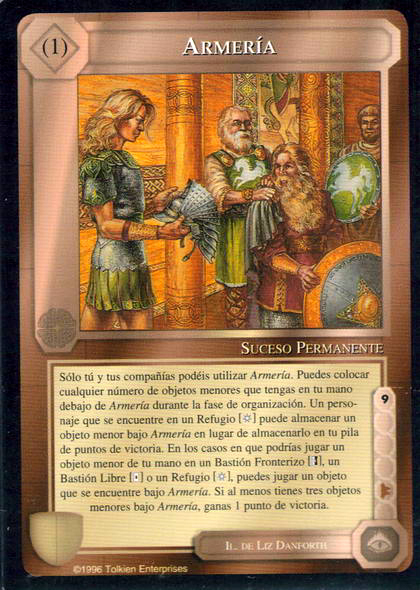 (1)
ARMERÍA
SUCESO PERMANENTE
Sólo tú y tus compañías podéis utilizar Armería. Puedes colocar
cualquier número de objetos menores que tengas en tu mano
debajo de Armería durante la fase de organización. Un perso-
naje que se encuentre en un Refugio [] puede almacenar un
objeto menor bajo Armería en lugar de almacenarlo en tu pila
de puntos de victoria. En los casos en que podrías jugar un
objeto menor de tu mano en un Bastión Fronterizo [], un
Bastión Libre [] o un Refugio [], puedes jugar un objeto
que se encuentre bajo Armería. Si al menos tienes tres objetos
menores bajo Armería, ganas 1 punto de victoria.
9
IL. DE LIZ DANFORTH
©1996 Tolkien Enterprises